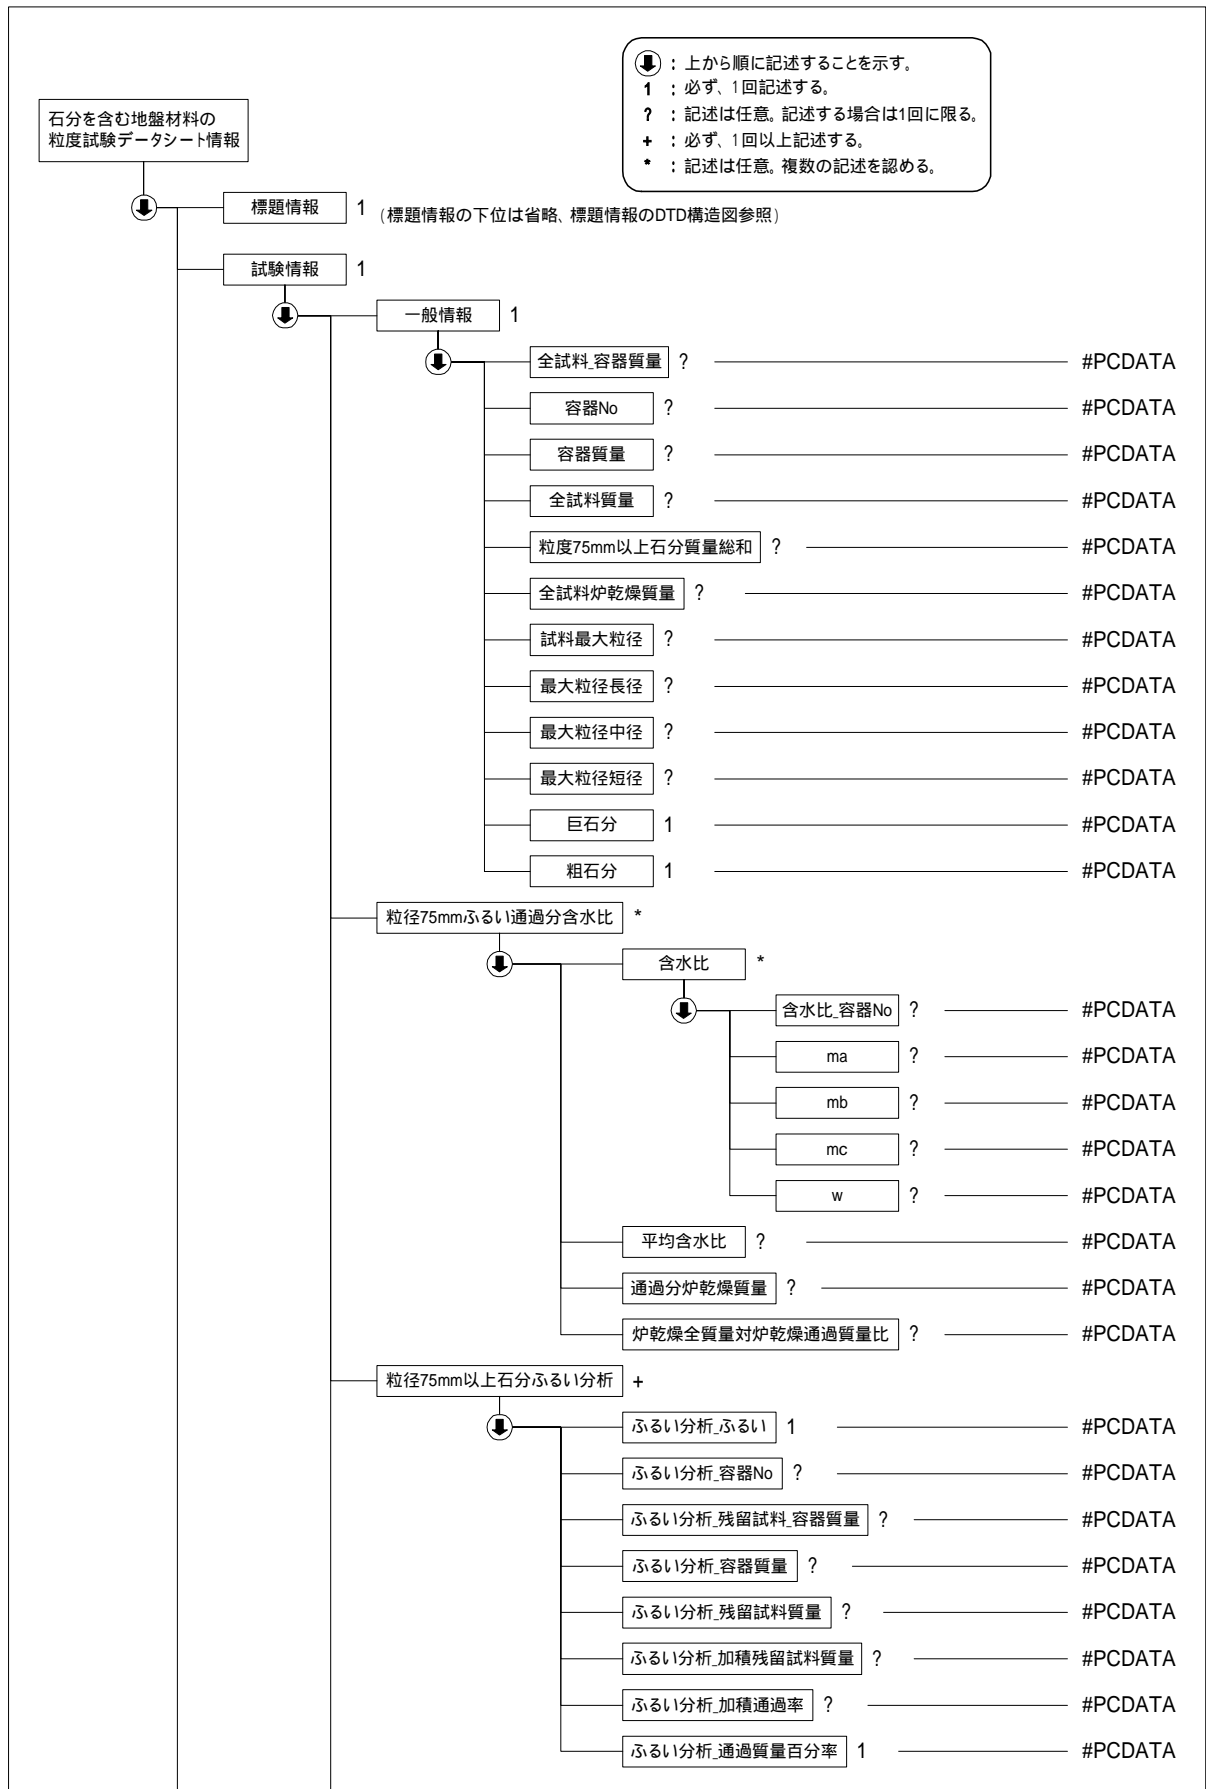 ： 上から順に記述することを示す。
1 ： 必ず、1回記述する。
? ： 記述は任意。記述する場合は1回に限る。
+ ： 必ず、1回以上記述する。
* ： 記述は任意。複数の記述を認める。
石分を含む地盤材料の
粒度試験データシート情報
標題情報 1 (標題情報の下位は省略、標題情報のDTD構造図参照)
試験情報 1
一般情報 1
全試料_容器質量 ? #PCDATA
容器No ? #PCDATA
容器質量 ? #PCDATA
全試料質量 ? #PCDATA
粒度75mm以上石分質量総和 ? #PCDATA
全試料炉乾燥質量 ? #PCDATA
試料最大粒径 ? #PCDATA
最大粒径長径 ? #PCDATA
最大粒径中径 ? #PCDATA
最大粒径短径 ? #PCDATA
巨石分 1 #PCDATA
粗石分 1 #PCDATA
粒径75mmふるい通過分含水比 *
含水比 *
含水比_容器No ? #PCDATA
ma ? #PCDATA
mb ? #PCDATA
mc ? #PCDATA
w ? #PCDATA
平均含水比 ? #PCDATA
通過分炉乾燥質量 ? #PCDATA
炉乾燥全質量対炉乾燥通過質量比 ? #PCDATA
粒径75mm以上石分ふるい分析 +
ふるい分析_ふるい 1 #PCDATA
ふるい分析_容器No ? #PCDATA
ふるい分析_残留試料_容器質量 ? #PCDATA
ふるい分析_容器質量 ? #PCDATA
ふるい分析_残留試料質量 ? #PCDATA
ふるい分析_加積残留試料質量 ? #PCDATA
ふるい分析_加積通過率 ? #PCDATA
ふるい分析_通過質量百分率 1 #PCDATA